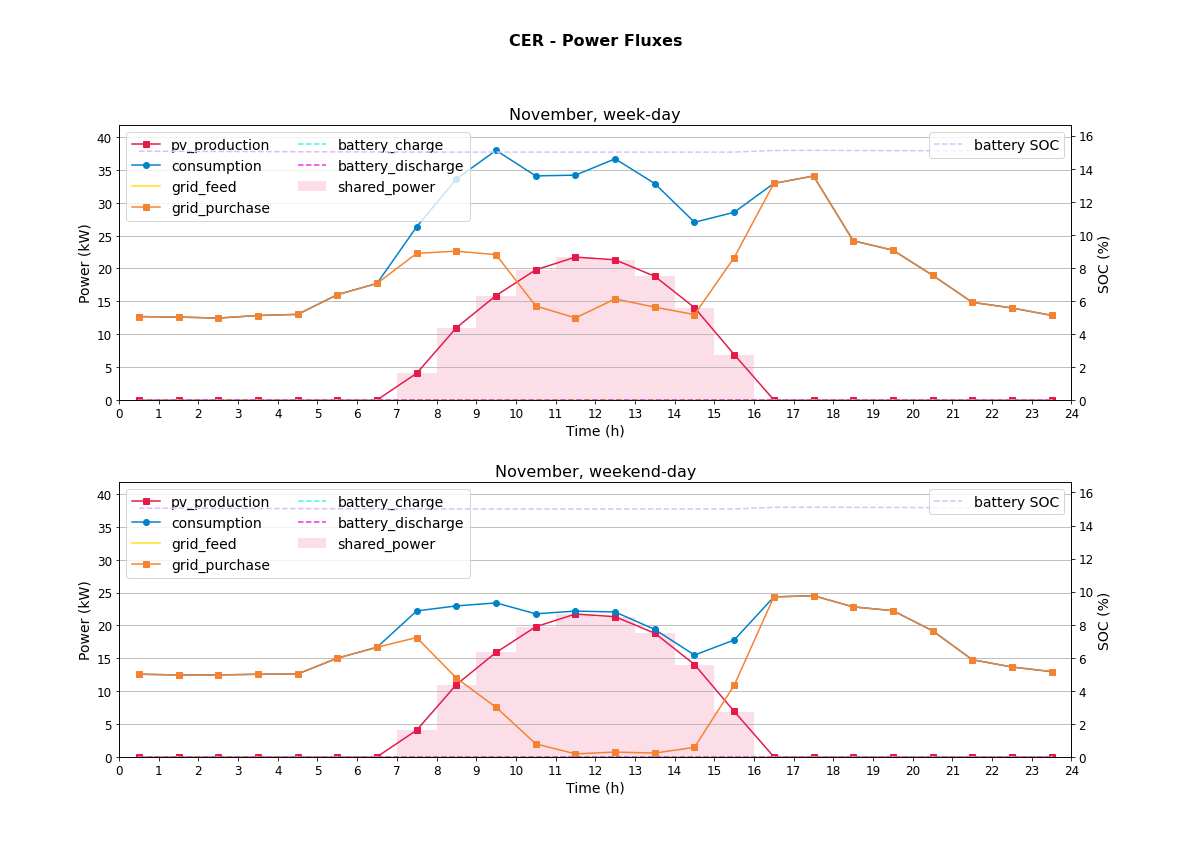 CER - Power Fluxes
November, week-day
pv_production
consumption
grid_feed
grid_purchase
battery_charge
battery_discharge
shared_power
battery SOC
Power (kW)
40
35
30
25
20
15
10
5
0
SOC (%)
16
14
12
10
8
6
4
2
0
0 1 2 3 4 5 6 7 8 9 10 11 12 13 14 15 16 17 18 19 20 21 22 23 24
Time (h)
November, weekend-day
pv_production
consumption
grid_feed
grid_purchase
battery_charge
battery_discharge
shared_power
battery SOC
Power (kW)
40
35
30
25
20
15
10
5
0
SOC (%)
16
14
12
10
8
6
4
2
0
0 1 2 3 4 5 6 7 8 9 10 11 12 13 14 15 16 17 18 19 20 21 22 23 24
Time (h)